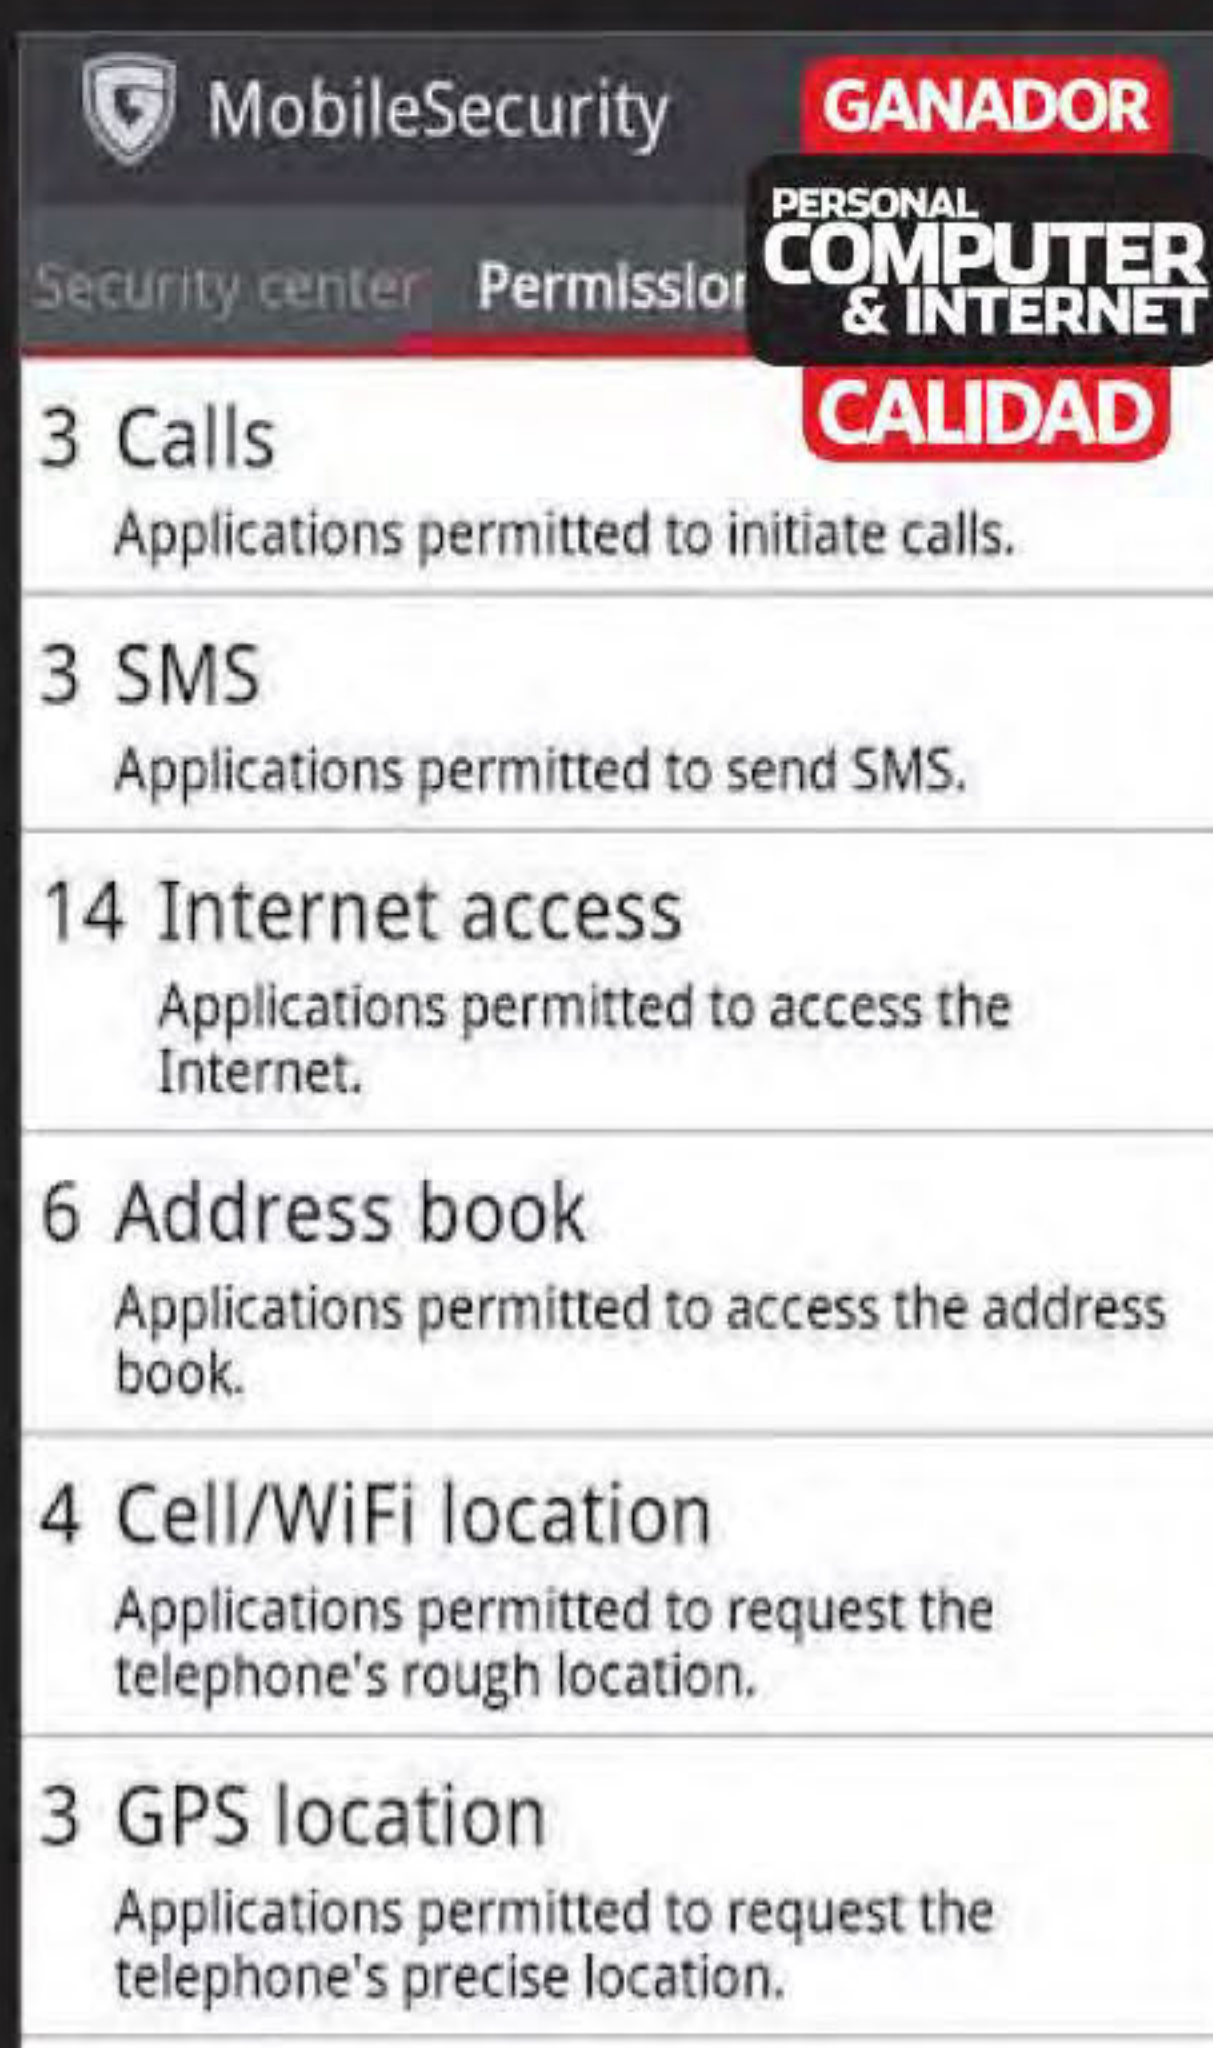 MobileSecurity
GANADOR
PERSONAL
COMPUTER
& INTERNET
CALIDAD
Security center
3 Calls
Applications permitted to initiate calls.
3 SMS
Applications permitted to send SMS.
14 Internet access
Applications permitted to access the
Internet.
6 Address book
Applications permitted to access the address
book.
4 Cell/WiFi location
Applications permitted to request the
telephone's rough location.
3 GPS location
Applications permitted to request the
telephone's precise location.